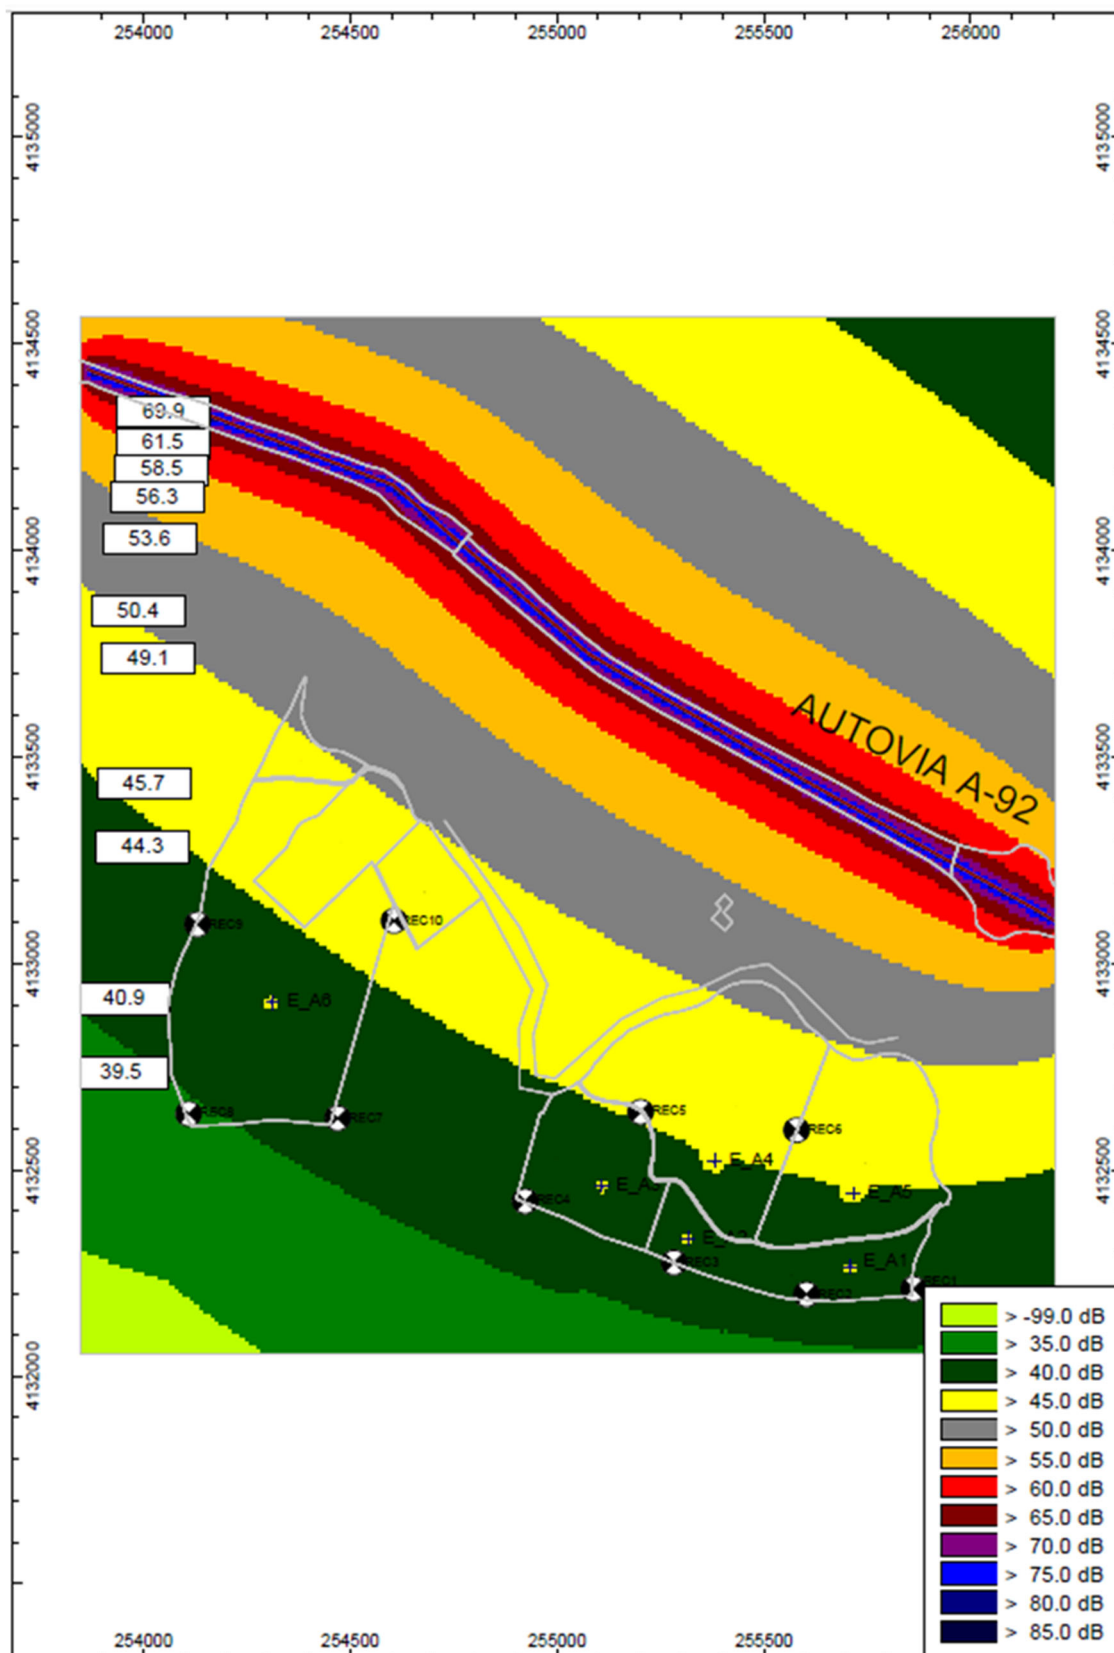 254000 254500 255000 255500 256000
4135000 4135000
4134500 4134500
69.9
61.5
58.5
56.3
53.6
4134000 4134000
50.4
49.1
AUTOVIA A-92
4133500 4133500
45.7
44.3
REC9 REC10
4133000 4133000
40.9
E_A6
39.5
REC8 REC7 REC5 REC6
4132500 4132500
E_A4
E_A5
REC4
REC3
E_A1
REC2 REC1
4132000
> -99.0 dB
> 35.0 dB
> 40.0 dB
> 45.0 dB
> 50.0 dB
> 55.0 dB
> 60.0 dB
> 65.0 dB
> 70.0 dB
> 75.0 dB
> 80.0 dB
> 85.0 dB
254000 254500 255000 255500